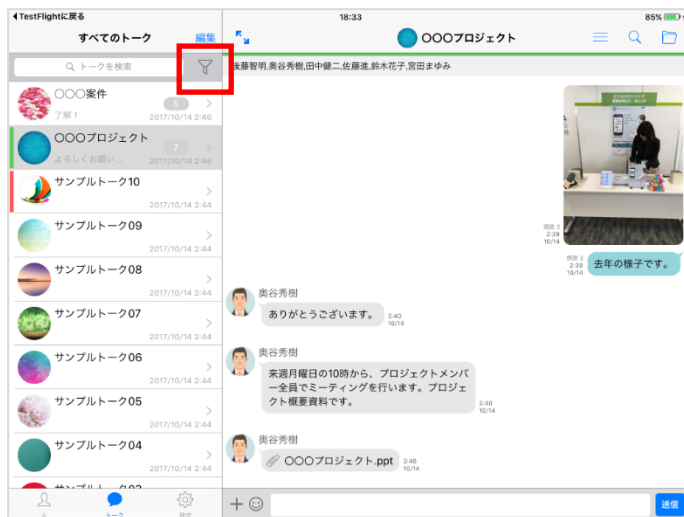 ◀TestFlightに戻る
18:33
85%
すべてのトーク
編集
〇〇〇プロジェクト
トークを検索
後藤智明,奥谷秀樹,田中健二,佐藤進,鈴木花子,宮田まゆみ
〇〇〇案件
5
了解！
2017/10/14 2:46
〇〇〇プロジェクト
7
よろしくお願い...
2017/10/14 2:46
サンプルトーク10
2017/10/14 2:44
サンプルトーク09
2017/10/14 2:44
サンプルトーク08
2017/10/14 2:44
サンプルトーク07
2017/10/14 2:44
サンプルトーク06
2017/10/14 2:44
サンプルトーク05
2017/10/14 2:44
サンプルトーク04
2017/10/14 2:44
トーク
既読 2
2:39
10/14
既読 2
2:39
10/14
去年の様子です。
奥谷秀樹
ありがとうございます。
2:40
10/14
奥谷秀樹
来週月曜日の10時から、プロジェクトメンバ
ー全員でミーティングを行います。プロジェ
クト概要資料です。
2:40
10/14
奥谷秀樹
〇〇〇プロジェクト.ppt
2:40
10/14
送信